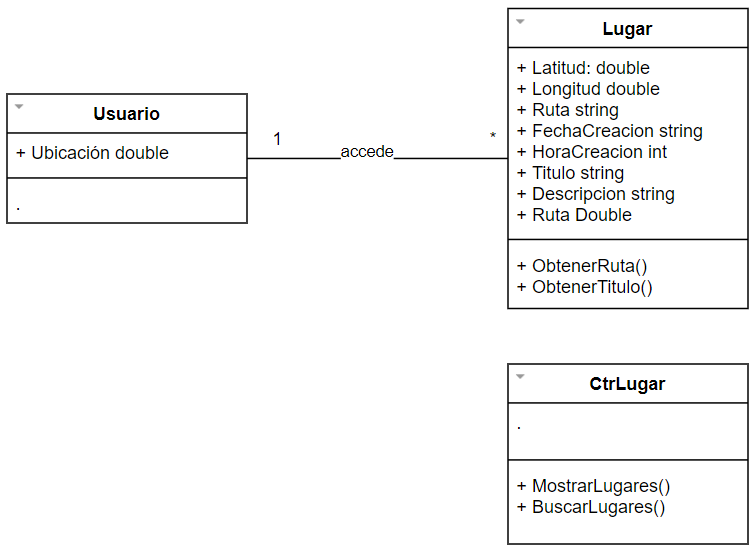 Usuario
+ Ubicación double
.
1
accede
*
Lugar
+ Latitud: double
+ Longitud double
+ Ruta string
+ FechaCreacion string
+ HoraCreacion int
+ Titulo string
+ Descripcion string
+ Ruta Double
+ ObtenerRuta()
+ ObtenerTitulo()
CtrLugar
.
+ MostrarLugares()
+ BuscarLugares()